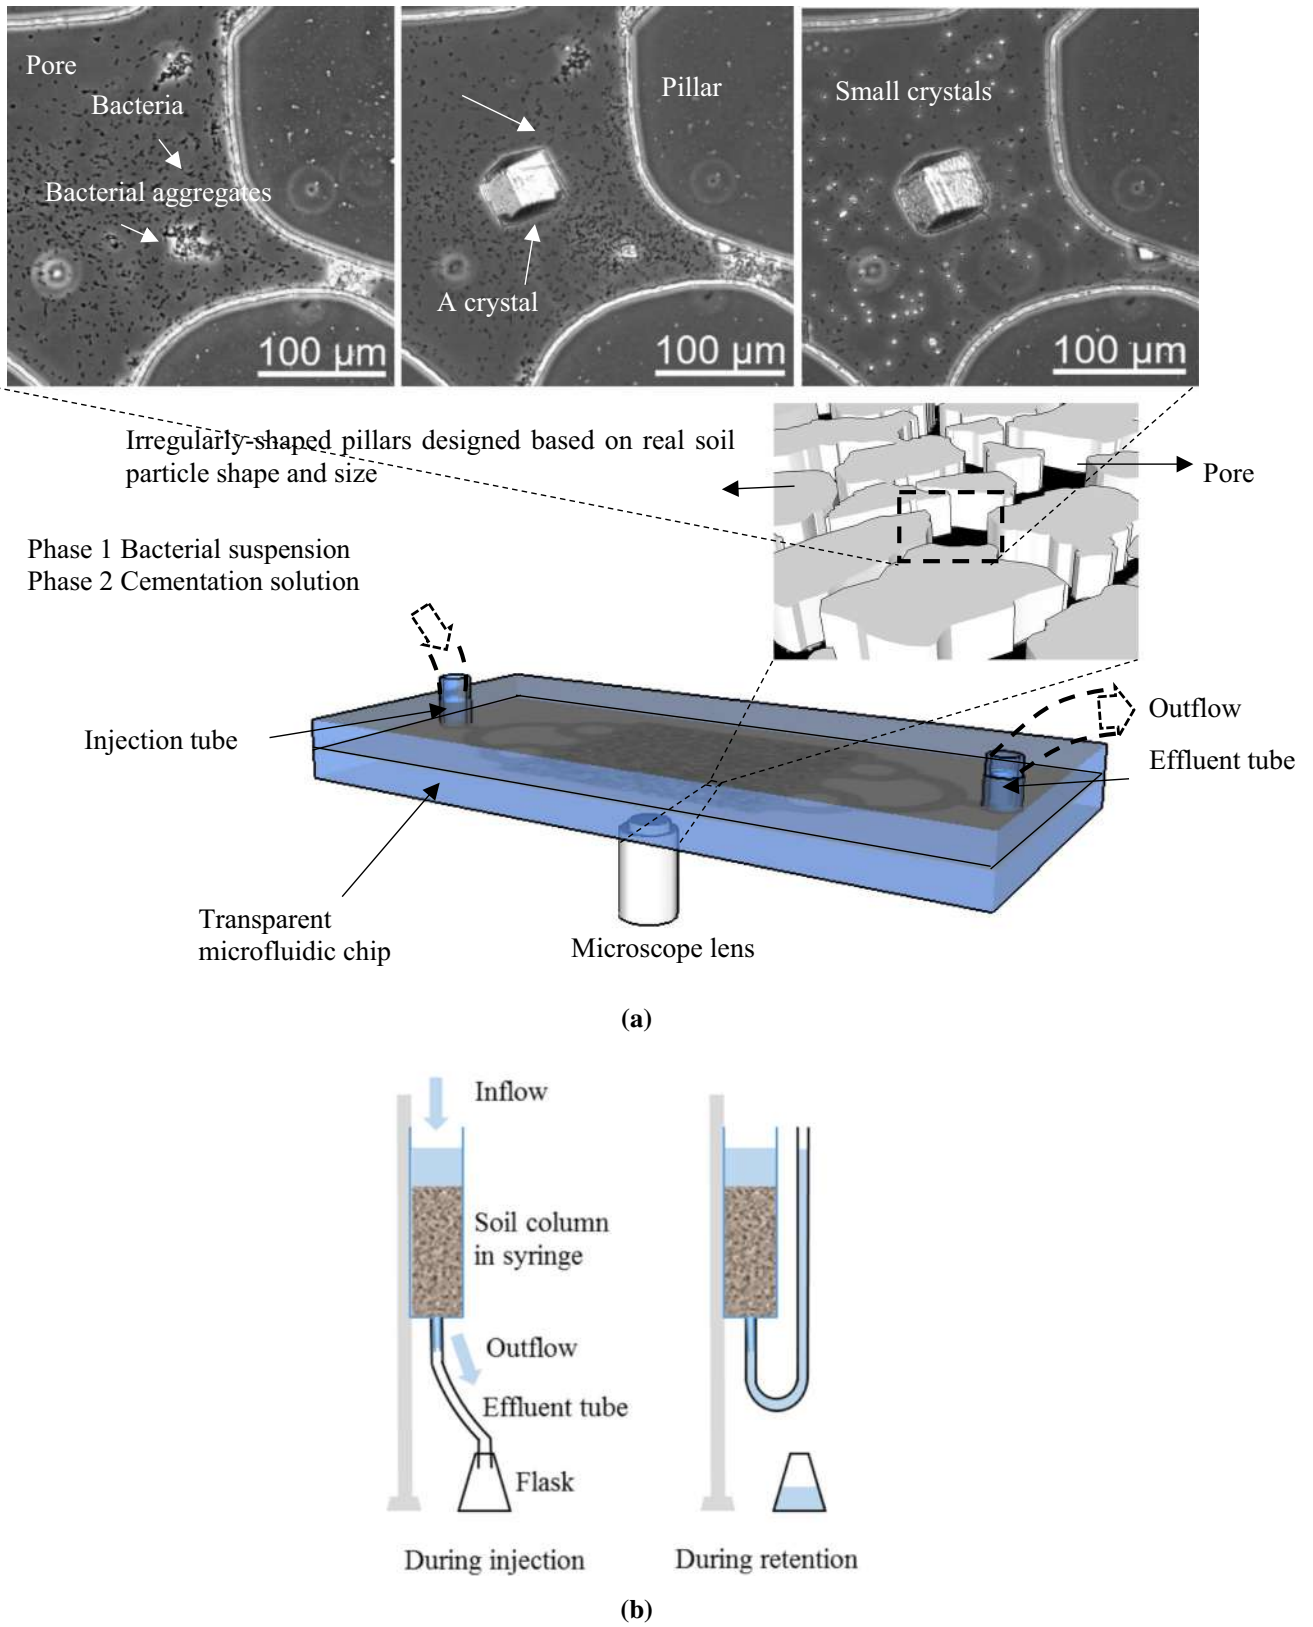 Pore
Bacteria
Bacterial aggregates
100 μm
Pillar
A crystal
100 μm
Small crystals
100 μm
Irregularly-shaped pillars designed based on real soil
particle shape and size
Pore
Phase 1 Bacterial suspension
Phase 2 Cementation solution
Injection tube
Outflow
Effluent tube
Transparent
microfluidic chip
Microscope lens
(a)
Inflow
Soil column
in syringe
Outflow
Effluent tube
Flask
During injection
During retention
(b)